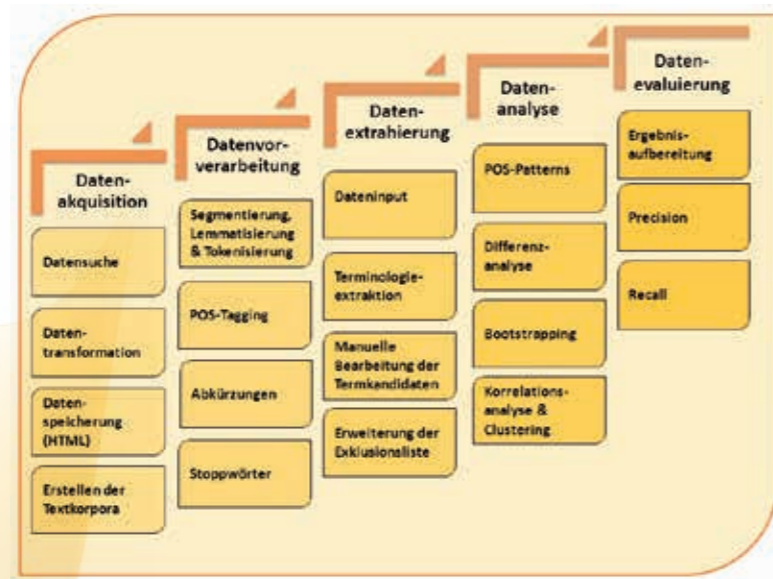 Daten-
akquisition
Datensuche
Daten-
transformation
Daten-
speicherung
(HTML)
Erstellen der
Textkorpora
Datenvor-
verarbeitung
Segmentierung,
Lemmatisierung
& Tokenisierung
POS-Tagging
Abkürzungen
Stoppwörter
Daten-
extrahierung
Dateninput
Terminologie-
extraktion
Manuelle
Bearbeitung der
Termkandidaten
Erweiterung der
Exklusionsliste
Daten-
analyse
POS-Patterns
Differenz-
analyse
Bootstrapping
Korrelations-
analyse &
Clustering
Daten-
evaluierung
Ergebnis-
aufbereitung
Precision
Recall